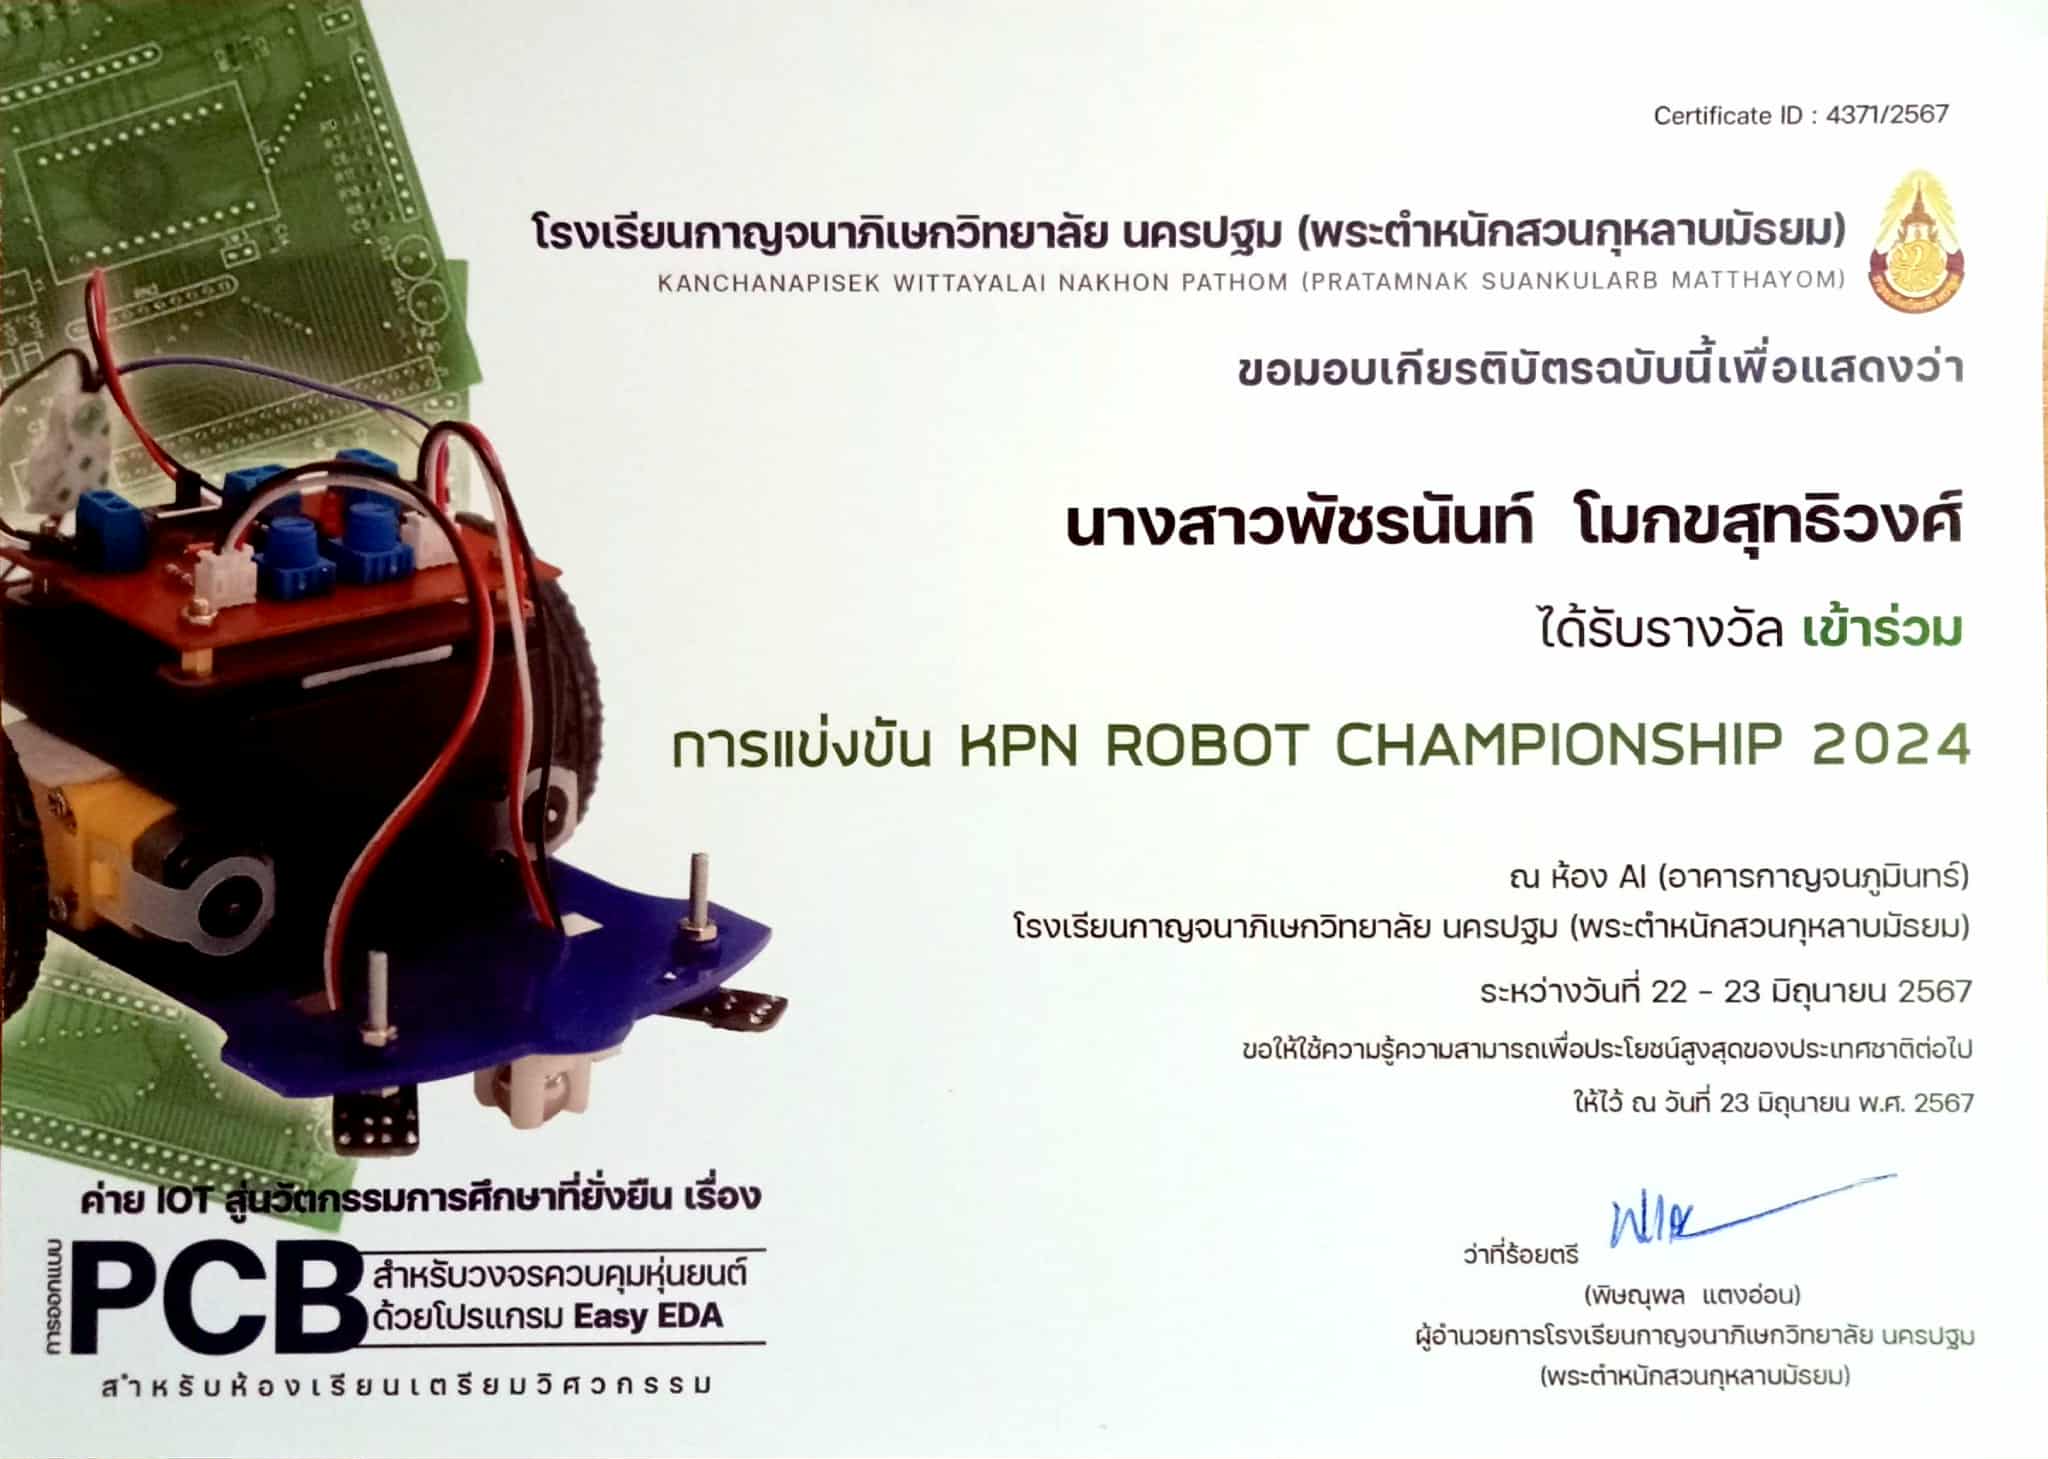 Certificate ID : 4371/2567
โรงเรียนกาญจนาภิเษกวิทยาลัย นครปฐม (พระตำหนักสวนกุหลาบมัธยม)
KANCHANAPISEK WITTAYALAI NAKHON PATHOM (PRATAMNAK SUANKULARB MATTHAYOM)
ขอมอบเกียรติบัตรฉบับนี้เพื่อแสดงว่า
นางสาวพัชรนันท์ โมกขสุทธิวงศ์
ได้รับรางวัล เข้าร่วม
การแข่งขัน KPN ROBOT CHAMPIONSHIP 2024
ณ ห้อง AI (อาคารกาญจนภูมินทร์)
โรงเรียนกาญจนาภิเษกวิทยาลัย นครปฐม (พระตำหนักสวนกุหลาบมัธยม)
ระหว่างวันที่ 22 - 23 มิถุนายน 2567
ขอให้ใช้ความรู้ความสามารถเพื่อประโยชน์สูงสุดของประเทศชาติต่อไป
ให้ไว้ ณ วันที่ 23 มิถุนายน พ.ศ. 2567
ว่าที่ร้อยตรี
(พิษณุพล แตงอ่อน)
ผู้อำนวยการโรงเรียนกาญจนาภิเษกวิทยาลัย นครปฐม
(พระตำหนักสวนกุหลาบมัธยม)
ค่าย IOT สู่นวัตกรรมการศึกษาที่ยั่งยืน เรื่อง
การออกแบบ
PCB
สำหรับวงจรควบคุมหุ่นยนต์
ด้วยโปรแกรม Easy EDA
สำหรับห้องเรียนเตรียมวิศวกรรม